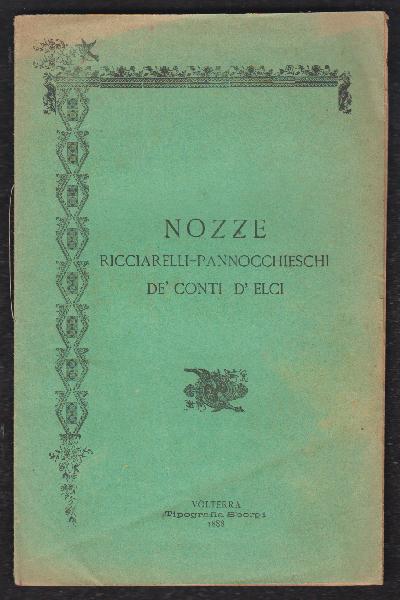 NOZZE
RICCIARELLI-PANNOCCHIESCHI
DE' CONTI D' ELCI
VOLTERRA
Tipografia Sborgi
1888